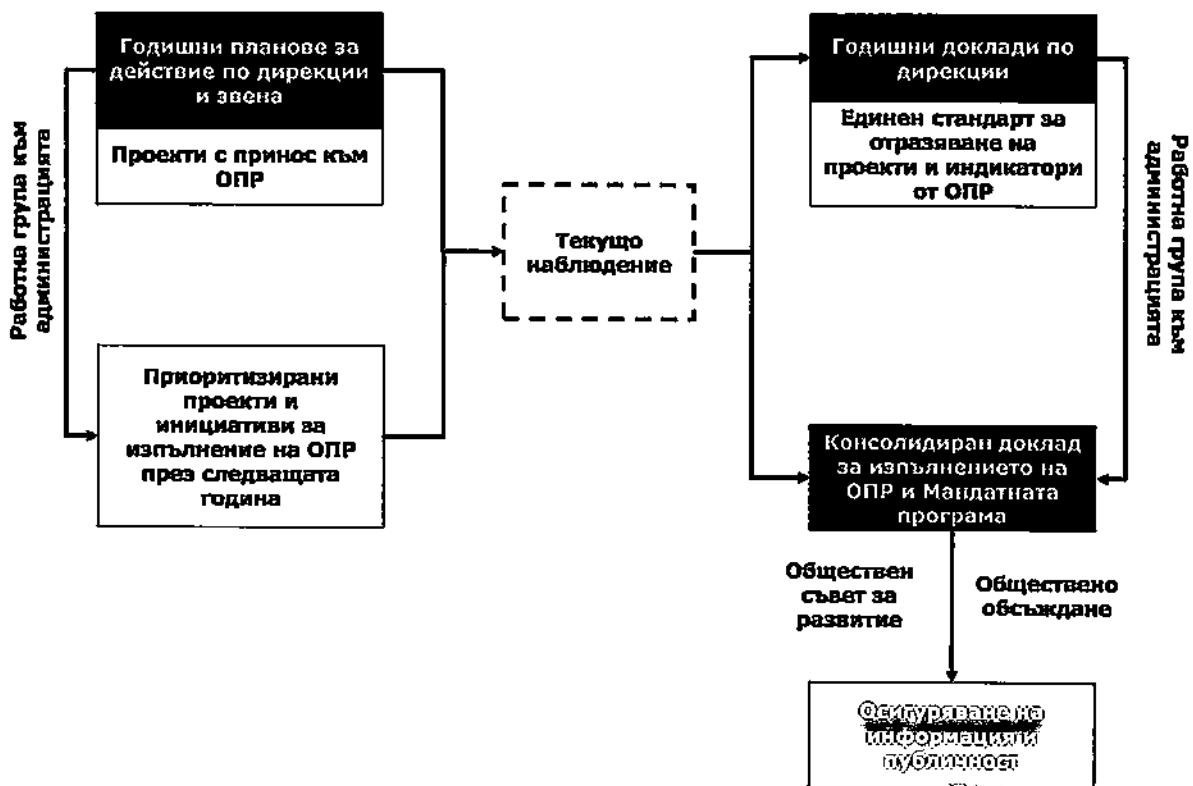 Годишни планове за
действие по дирекции
и звена
Проекти с принос към
ОПР
Работна група към
администрацията
Приоритизирани
проекти и
инициативи за
изпълнение на ОПР
през следващата
година
Текущо
наблюдение
Годишни доклади по
дирекции
Единен стандарт за
отразяване на
проекти и индикатори
от ОПР
Работна група към
администрацията
Консолидиран доклад
за изпълнението на
ОПР и Мандатната
програма
Обществен
съвет за
развитие
Обществено
обсъждане
Осигуряване на
информация и
публичност